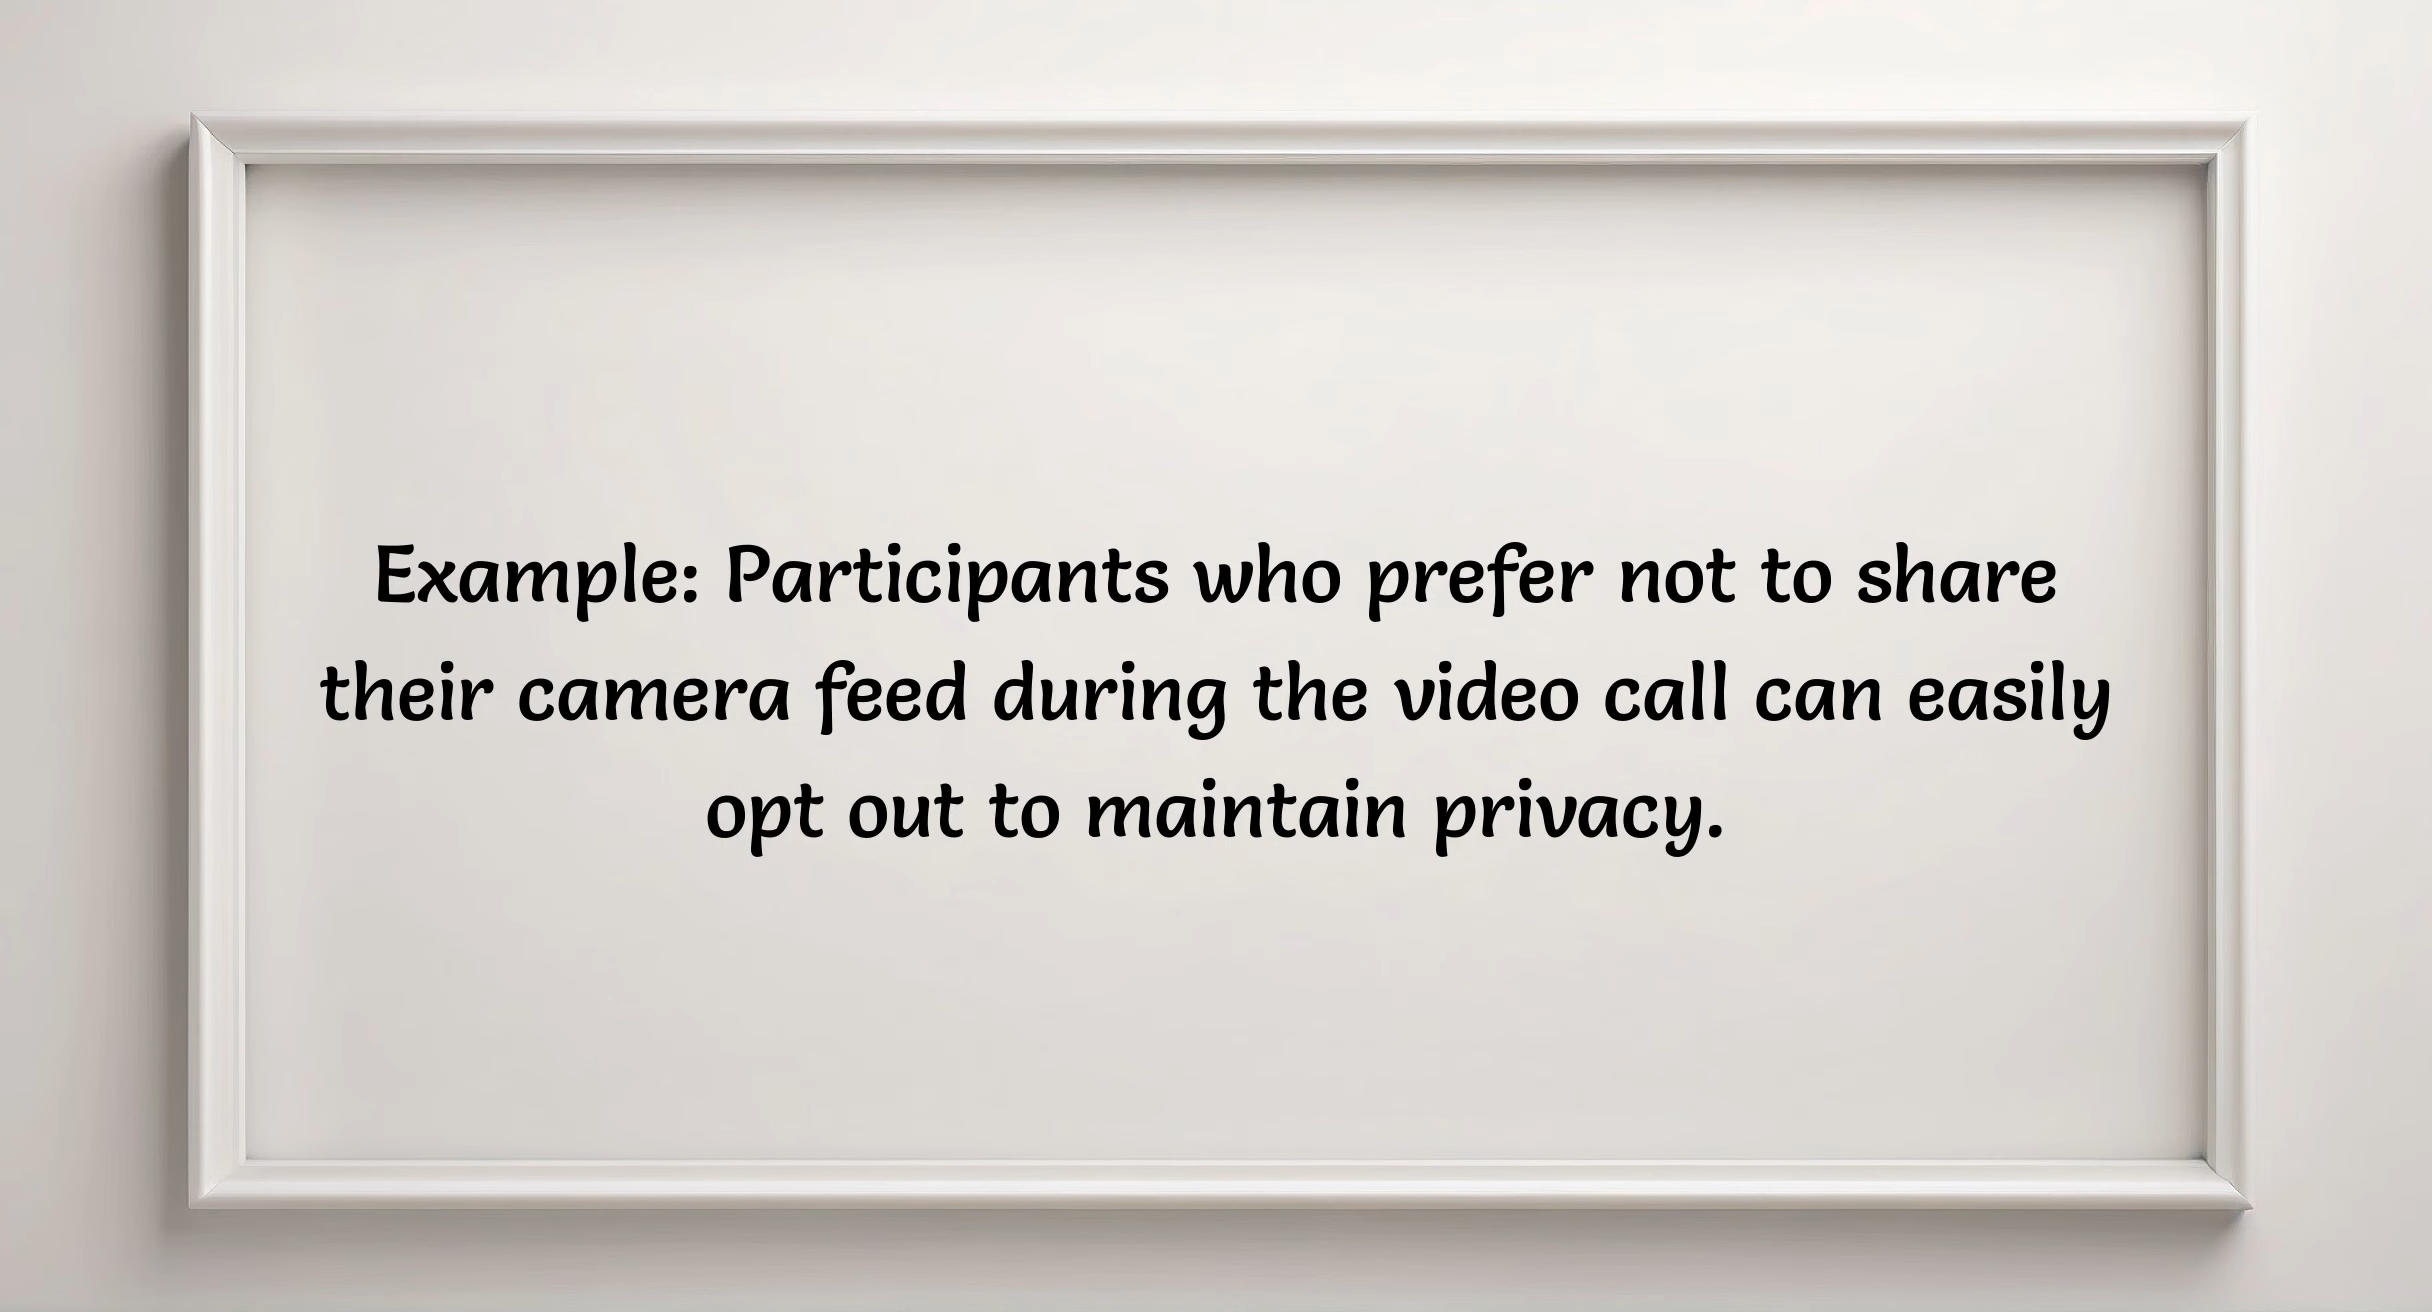 Example: Participants who prefer not to share
their camera feed during the video call can easily
opt out to maintain privacy.